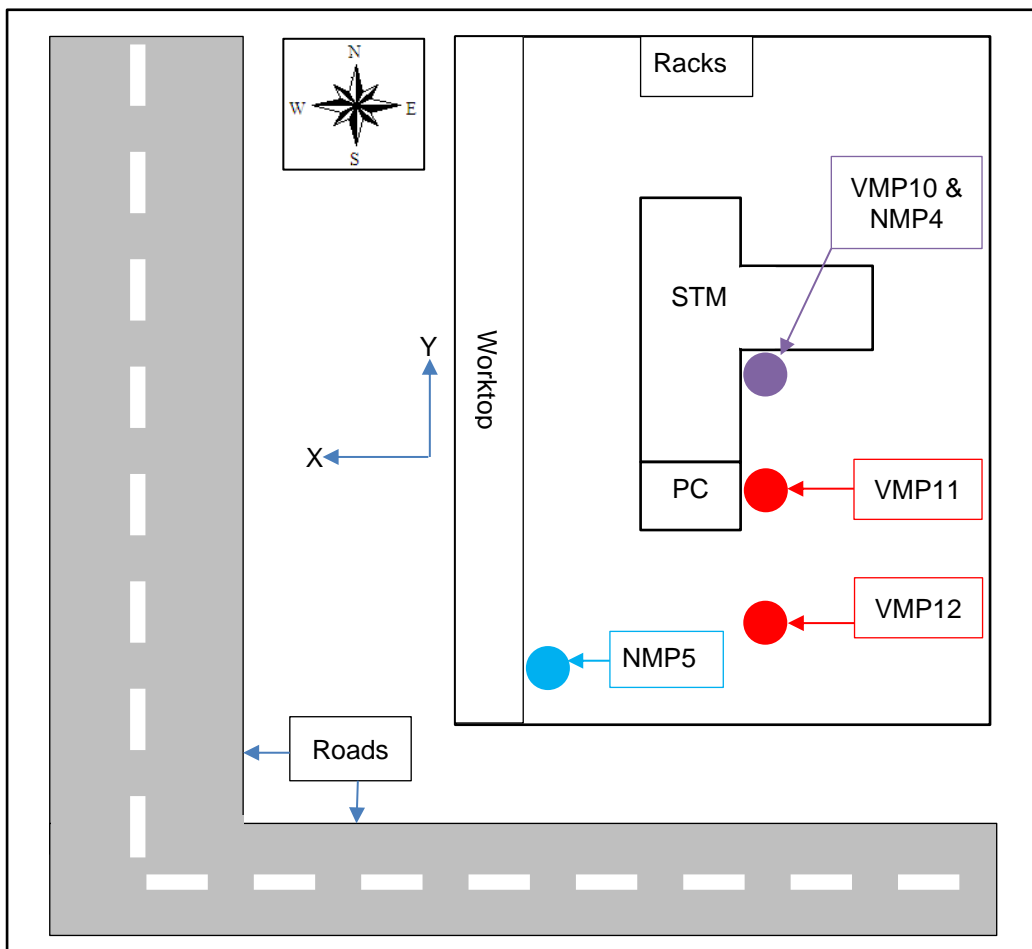 N
W
E
S
Racks
VMP10 &
NMP4
STM
Y
X
Worktop
PC
VMP11
VMP12
NMP5
Roads